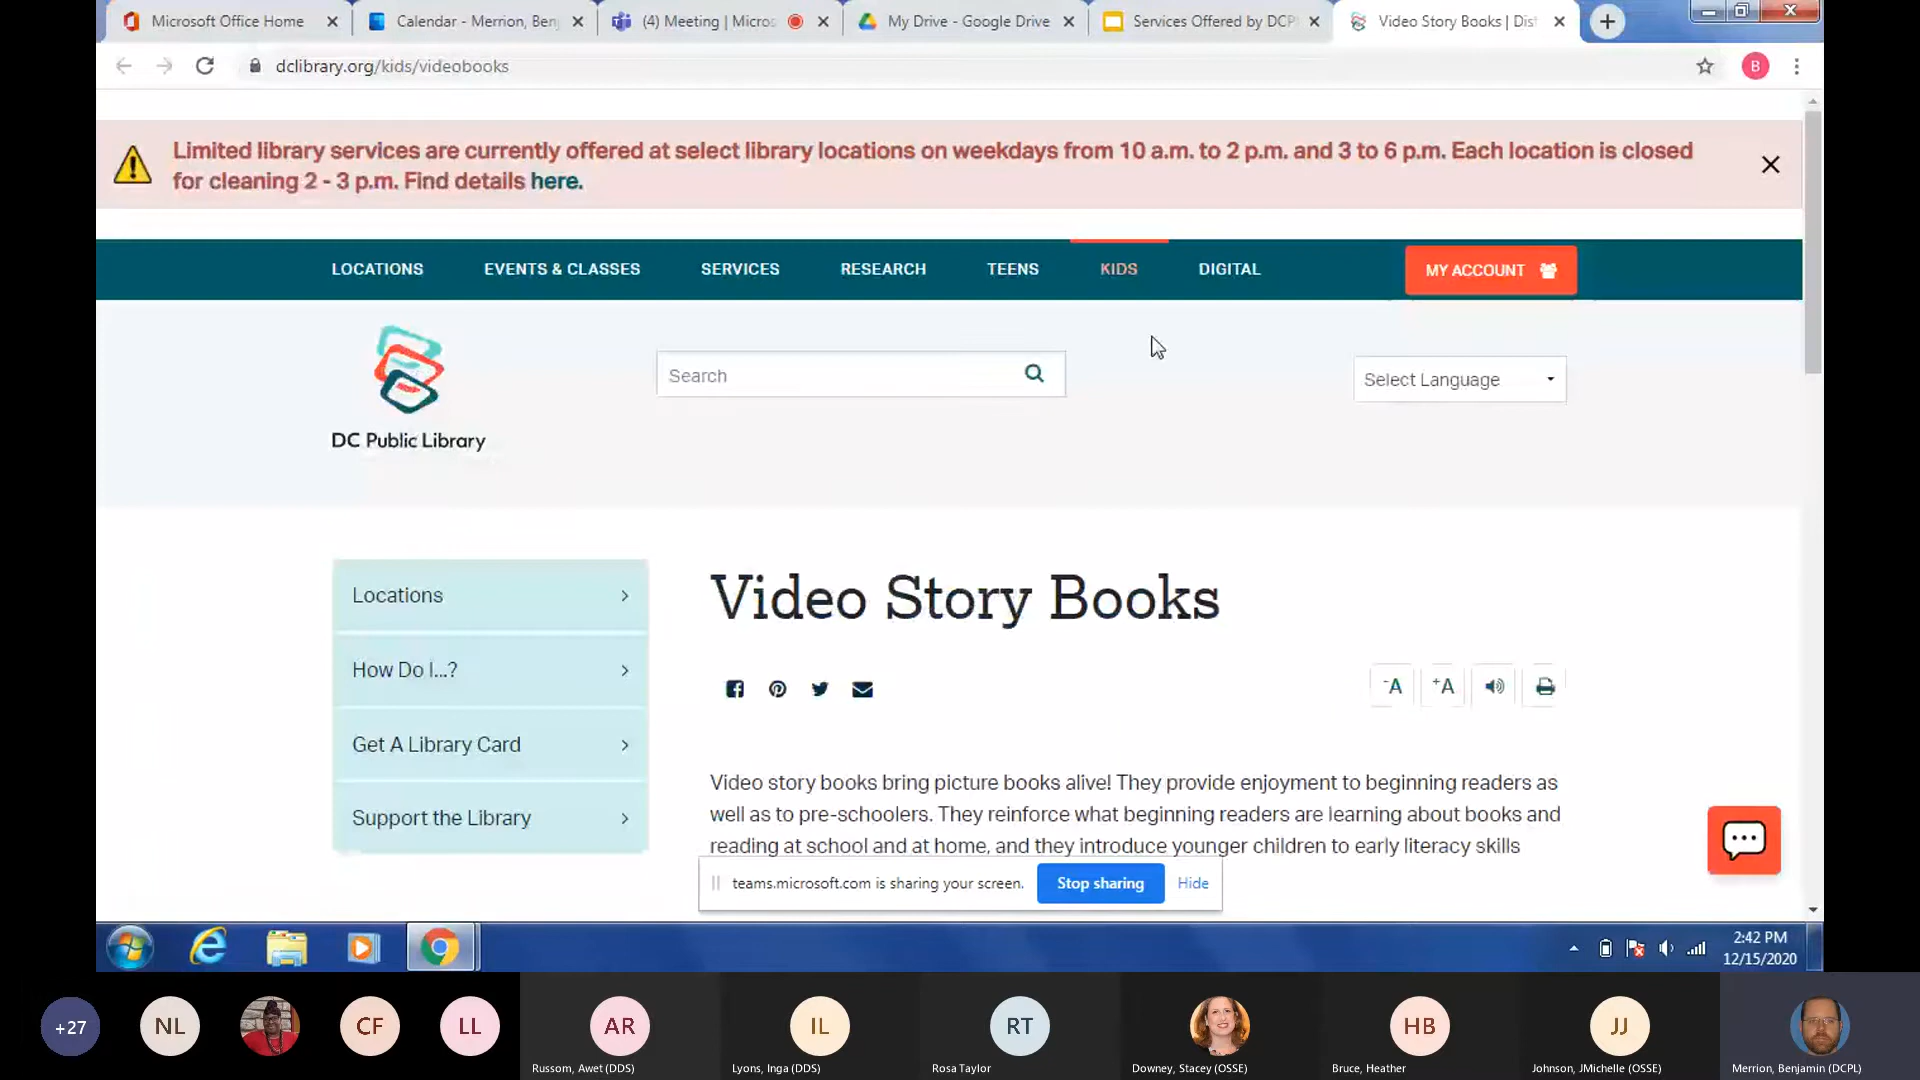 Microsoft Office Home
Calendar - Merrion, Ben
(4) Meeting | Micros
My Drive - Google Drive
Services Offered by DCP
Video Story Books | Dis
dclibrary.org/kids/videobooks
B
Limited library services are currently offered at select library locations on weekdays from 10 a.m. to 2 p.m. and 3 to 6 p.m. Each location is closed
for cleaning 2 - 3 p.m. Find details here.
LOCATIONS
EVENTS & CLASSES
SERVICES
RESEARCH
TEENS
KIDS
DIGITAL
MY ACCOUNT
Search
Select Language
DC Public Library
Locations
How Do I...?
Get A Library Card
Support the Library
Video Story Books
-A
+A
Video story books bring picture books alive! They provide enjoyment to beginning readers as
well as to pre-schoolers. They reinforce what beginning readers are learning about books and
reading at school and at home, and they introduce younger children to early literacy skills
teams.microsoft.com is sharing your screen.
Stop sharing
Hide
2:42 PM
12/15/2020
+27
NL
CF
LL
AR
IL
RT
HB
JJ
Russom, Awet (DDS)
Lyons, Inga (DDS)
Rosa Taylor
Downey, Stacey (OSSE)
Bruce, Heather
Johnson, JMichelle (OSSE)
Merrion, Benjamin (DCPL)